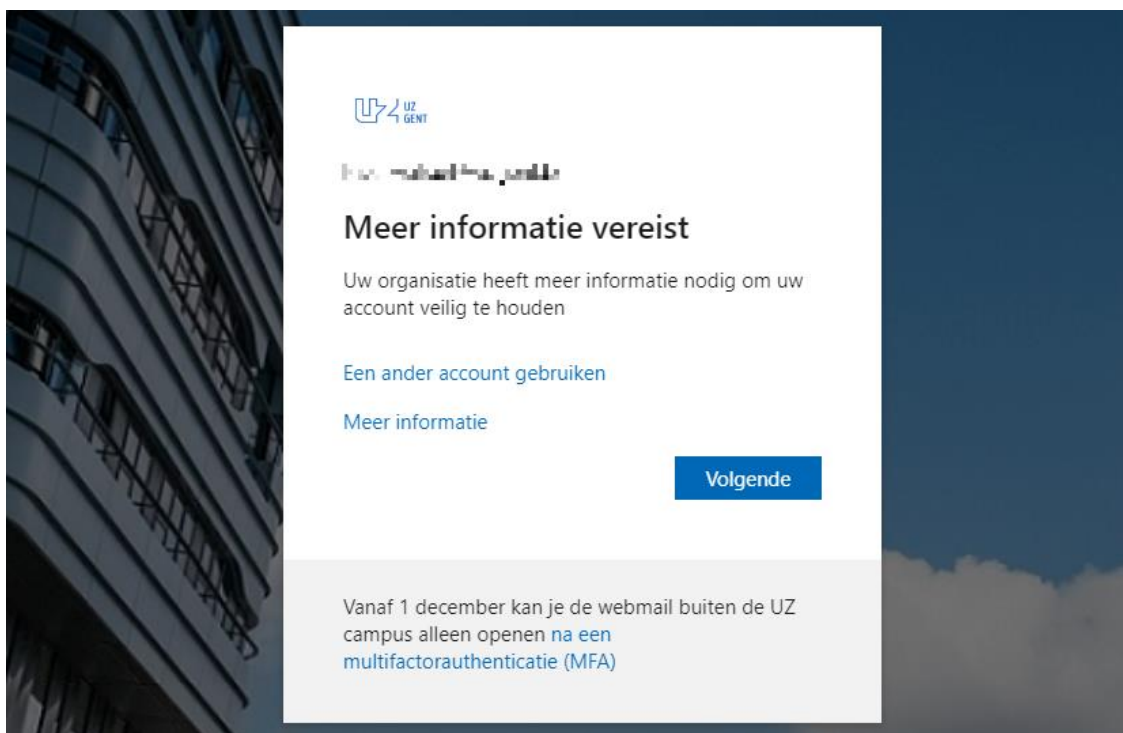 UZ
UZ
GENT
Meer informatie vereist
Uw organisatie heeft meer informatie nodig om uw
account veilig te houden
Een ander account gebruiken
Meer informatie
Volgende
Vanaf 1 december kan je de webmail buiten de UZ
campus alleen openen na een
multifactorauthenticatie (MFA)